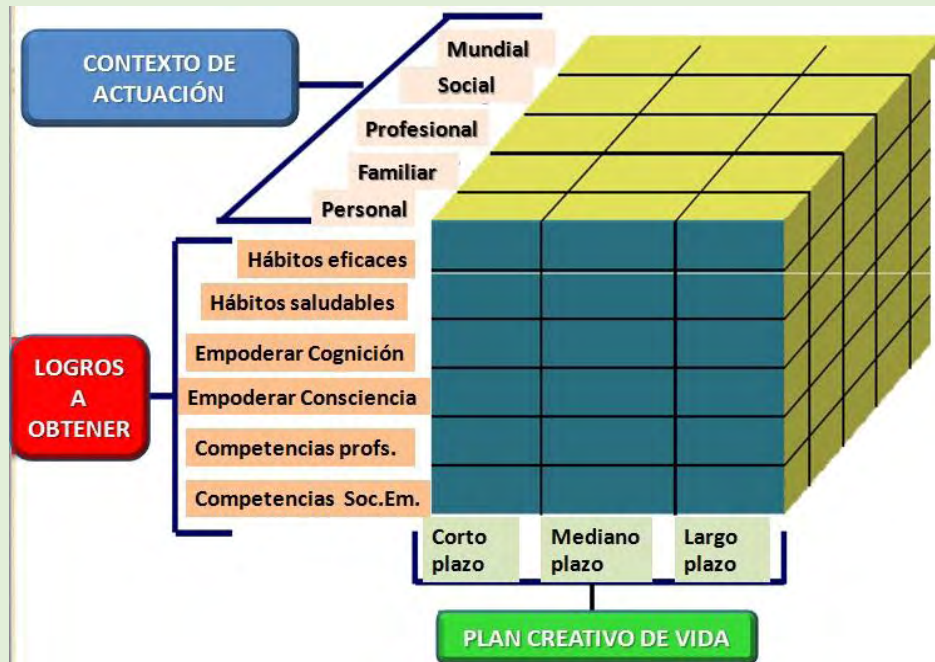 CONTEXTO DE
ACTUACIÓN
Mundial
Social
Profesional
Familiar
Personal
LOGROS
A
OBTENER
Hábitos eficaces
Hábitos saludables
Empoderar Cognición
Empoderar Consciencia
Competencias profs.
Competencias Soc.Em.
Corto
plazo
Mediano
plazo
Largo
plazo
PLAN CREATIVO DE VIDA